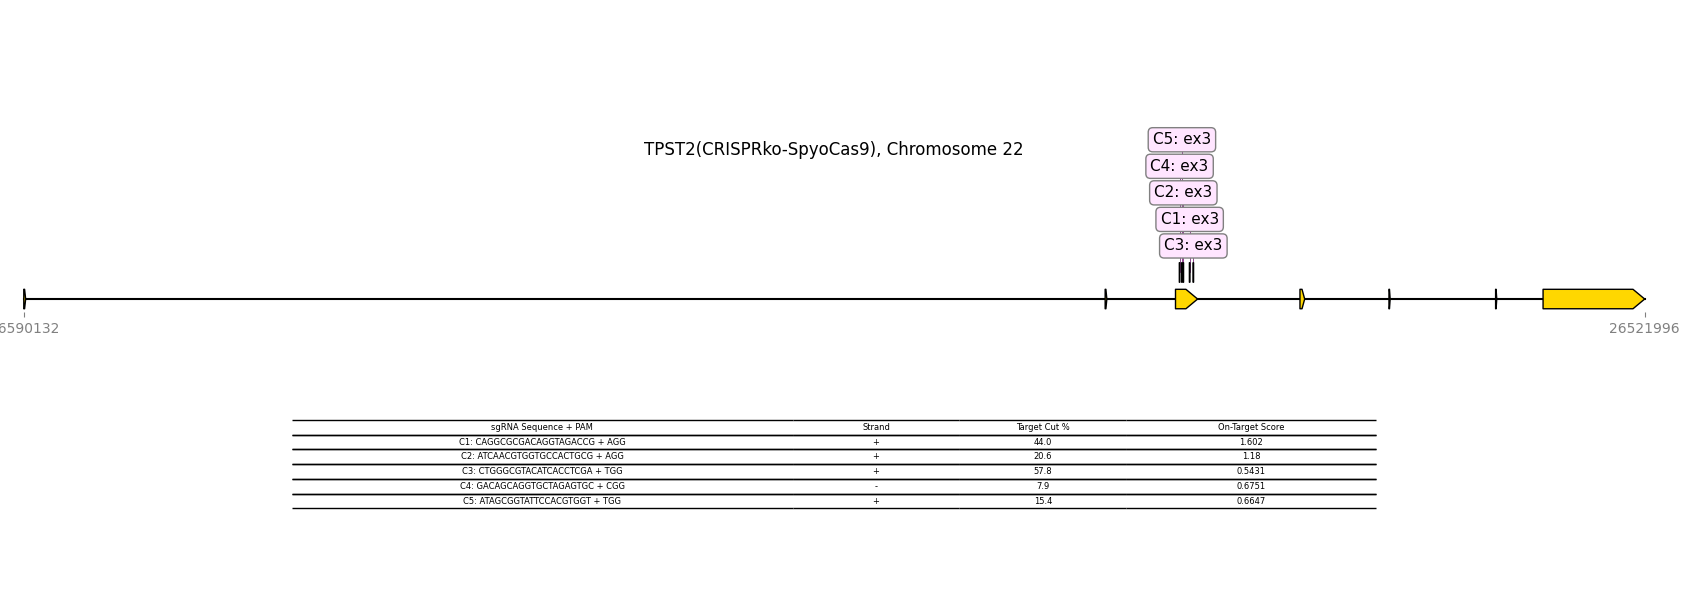 C5: ex3
TPST2(CRISPRko-SpyoCas9), Chromosome 22
C4: ex3
C2: ex3
C1: ex3
C3: ex3
6590132
26521996
sgRNA Sequence + PAM Strand Target Cut % On-Target Score
C1: CAGGCGCGACAGGTAGACCG + AGG + 44.0 1.602
C2: ATCAACGTGGTGCCACTGCG + AGG + 20.6 1.18
C3: CTGGGCGTACATCACCTCGA + TGG + 57.8 0.5431
C4: GACAGCAGGTGCTAGAGTGC + CGG - 7.9 0.6751
C5: ATAGCGGTATTCCACGTGGT + TGG + 15.4 0.6647